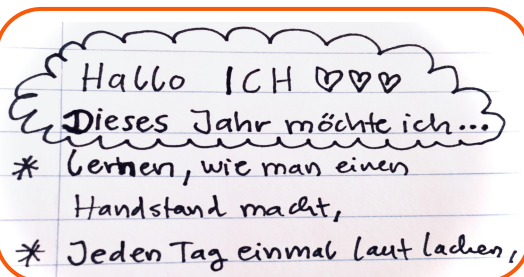 Hallo ICH ♡♡♡
Dieses Jahr möchte ich...
* lernen, wie man einen
Handstand macht,
* Jeden Tag einmal laut lachen,